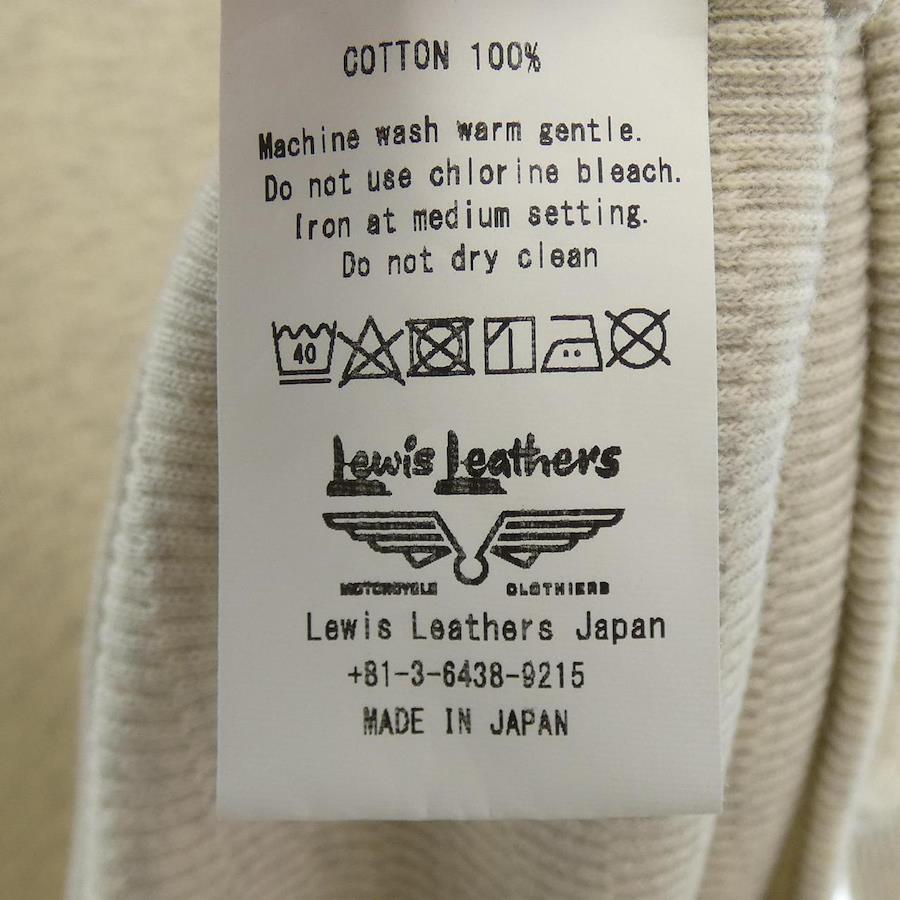 COTTON 100%
Machine wash warm gentle.
Do not use chlorine bleach.
Iron at medium setting.
Do not dry clean
40
Lewis Leathers
MOTORCYCLE CLOTHIERS
Lewis Leathers Japan
+81-3-6438-9215
MADE IN JAPAN